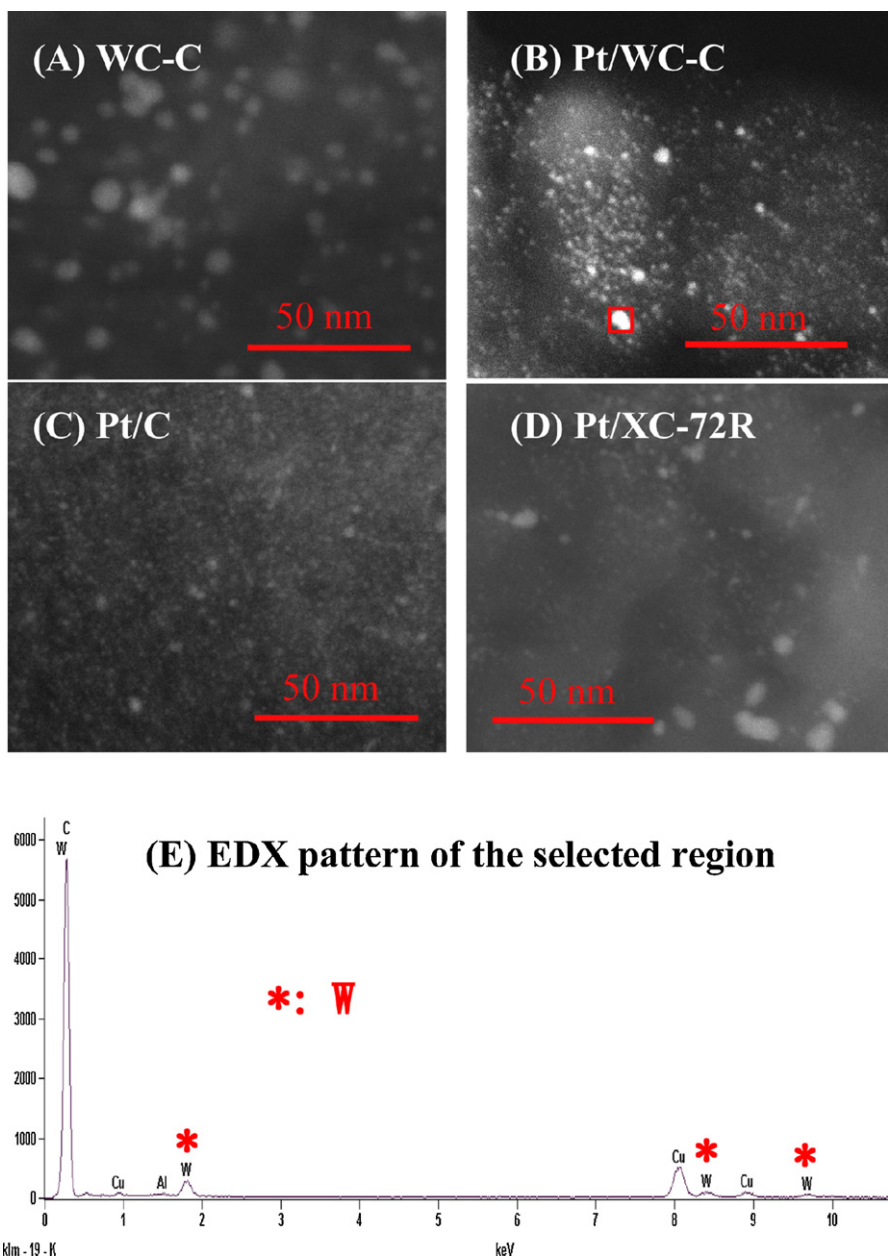 (A) WC-C
50 nm
(B) Pt/WC-C
50 nm
(C) Pt/C
50 nm
(D) Pt/XC-72R
50 nm
(E) EDX pattern of the selected region
*: W
6000
5000
4000
3000
2000
1000
0
C
W
Cu
Al
*
W
Cu
*
W
Cu
*
W
0 1 2 3 4 5 6 7 8 9 10
klm - 19 - K
keV